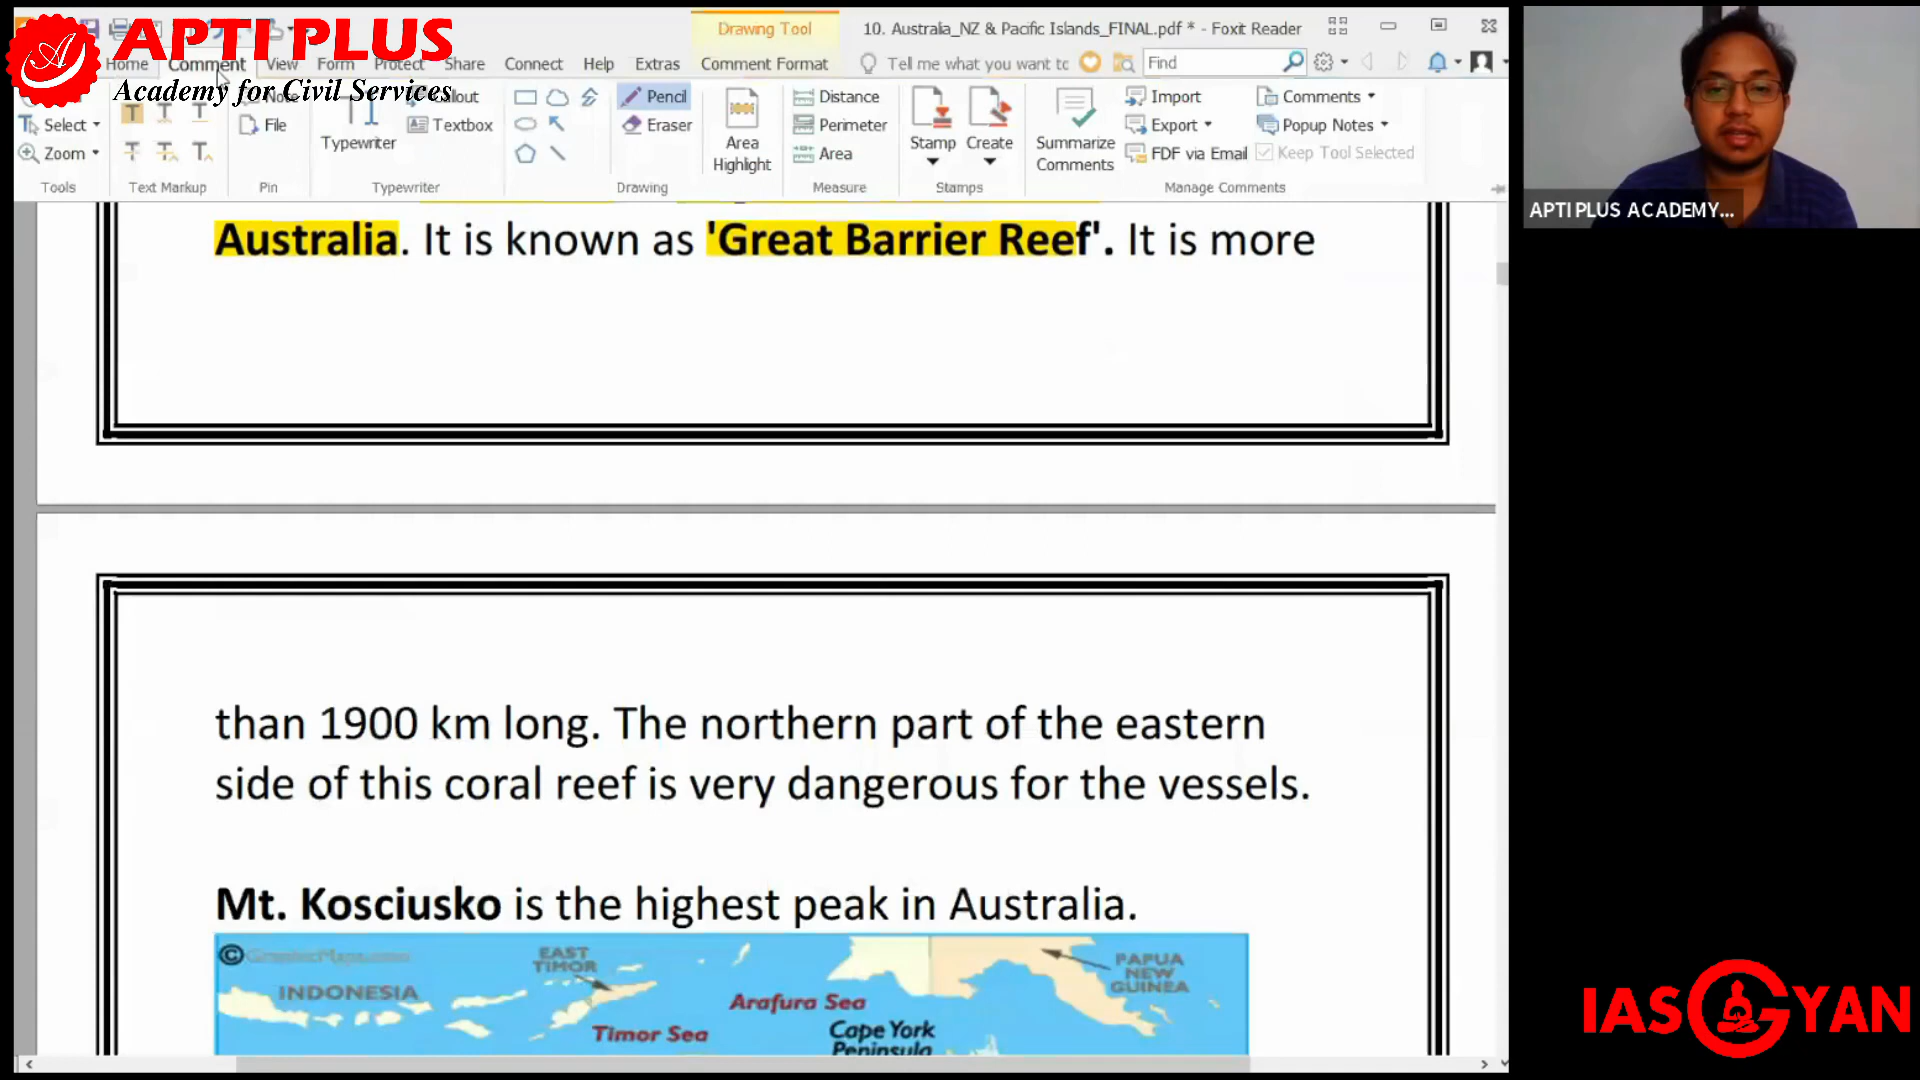 APTI PLUS
Academy for Civil Services
Drawing Tool
10. Australia_NZ & Pacific Islands_FINAL.pdf * - Foxit Reader
Home
Comment
View
Form
Protect
Share
Connect
Help
Extras
Comment Format
Tell me what you want to
Find
Select
Zoom
Tools
Text Markup
File
Pin
Typewriter
Textbox
Typewriter
Pencil
Eraser
Drawing
Area
Highlight
Distance
Perimeter
Area
Measure
Stamp
Create
Stamps
Summarize
Comments
Import
Export
FDF via Email
Comments
Popup Notes
Keep Tool Selected
Manage Comments
APTI PLUS ACADEMY...
Australia. It is known as 'Great Barrier Reef'. It is more
than 1900 km long. The northern part of the eastern
side of this coral reef is very dangerous for the vessels.
Mt. Kosciusko is the highest peak in Australia.
© GraphicMaps.com
EAST
TIMOR
INDONESIA
PAPUA
NEW
GUINEA
Arafura Sea
Timor Sea
Cape York
Peninsula
IASGYAN